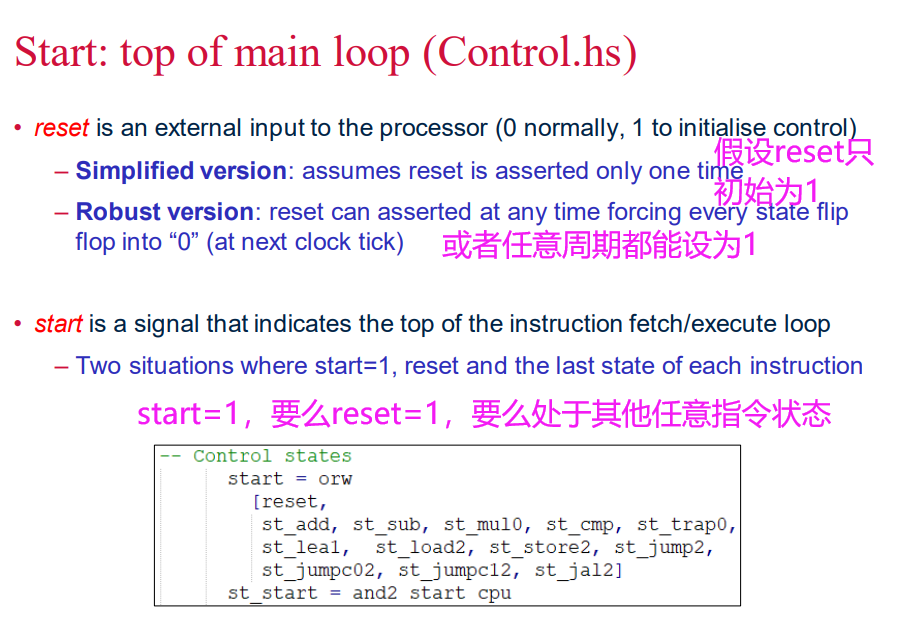 Start: top of main loop (Control.hs)
• reset is an external input to the processor (0 normally, 1 to initialise control)
– Simplified version: assumes reset is asserted only one time
假设reset只
初始为1
– Robust version: reset can asserted at any time forcing every state flip
flop into “0” (at next clock tick)
或者任意周期都能设为1
• start is a signal that indicates the top of the instruction fetch/execute loop
– Two situations where start=1, reset and the last state of each instruction
start=1，要么reset=1，要么处于其他任意指令状态
-- Control states
start = orw
[reset,
st_add, st_sub, st_mul0, st_cmp, st_trap0,
st_lea1, st_load2, st_store2, st_jump2,
st_jumpc02, st_jumpc12, st_jal2]
st_start = and2 start cpu